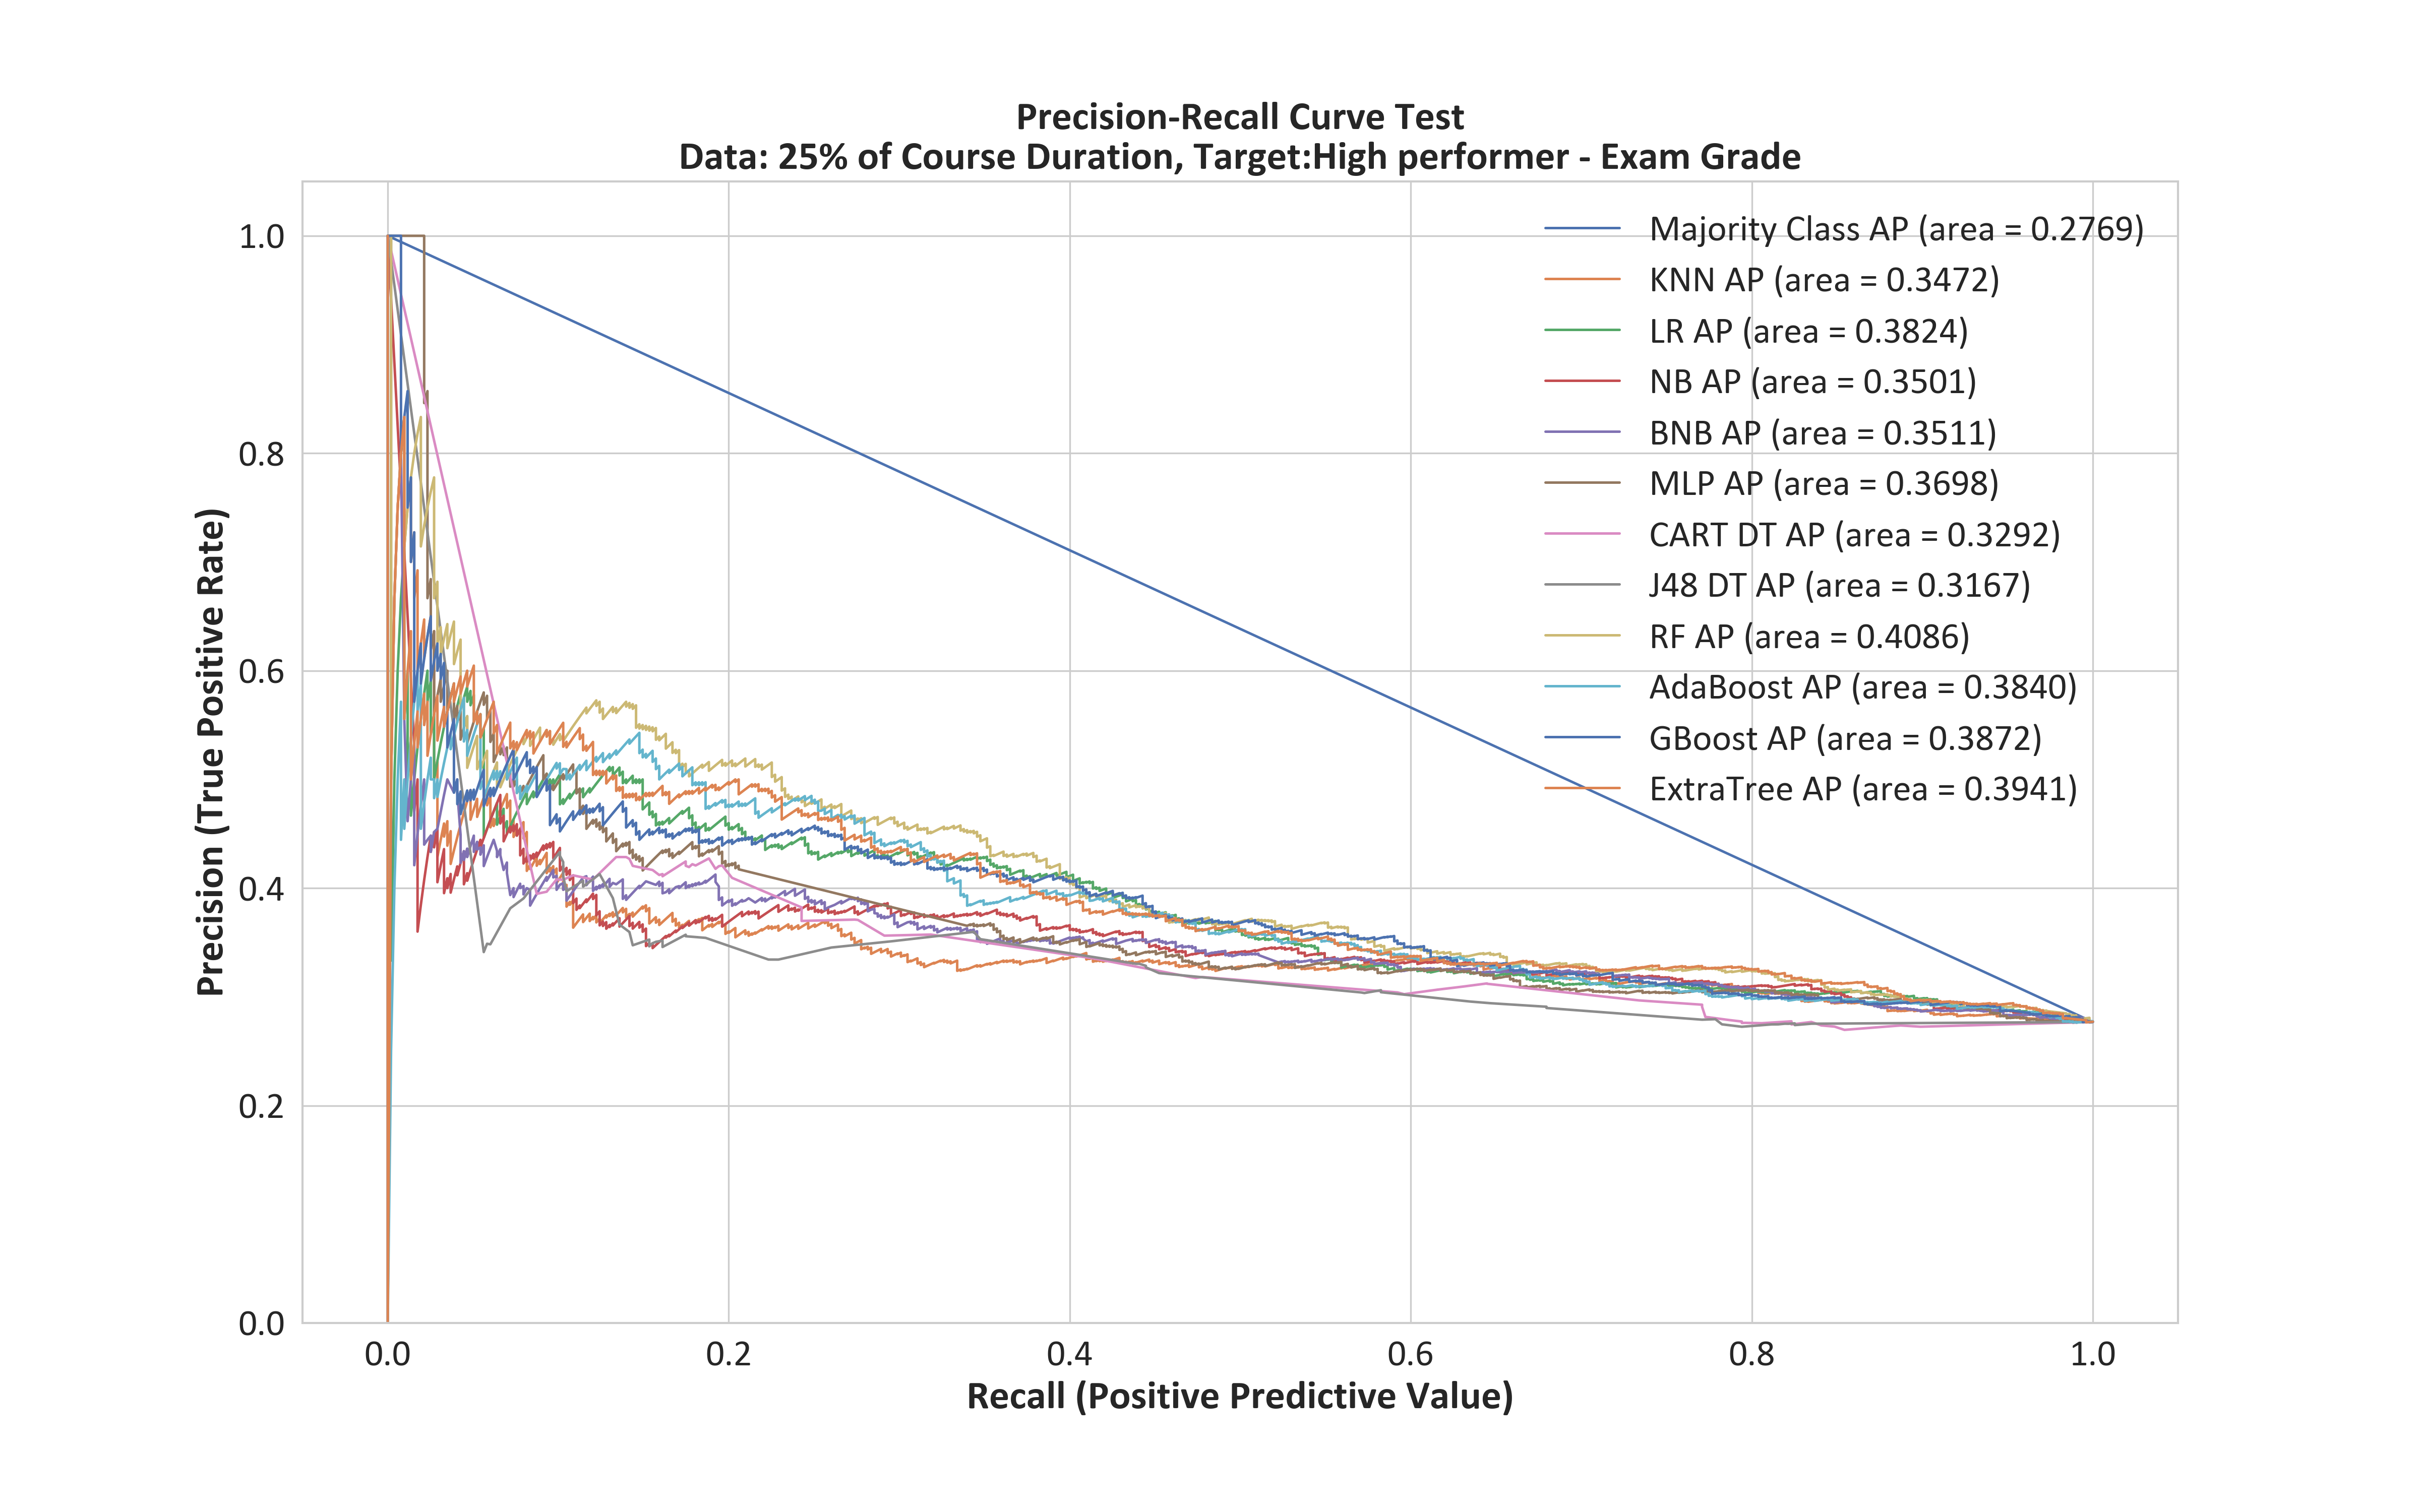 Precision-Recall Curve Test
Data: 25% of Course Duration, Target:High performer - Exam Grade
Majority Class AP (area = 0.2769)
KNN AP (area = 0.3472)
LR AP (area = 0.3824)
NB AP (area = 0.3501)
BNB AP (area = 0.3511)
MLP AP (area = 0.3698)
CART DT AP (area = 0.3292)
J48 DT AP (area = 0.3167)
RF AP (area = 0.4086)
AdaBoost AP (area = 0.3840)
GBoost AP (area = 0.3872)
ExtraTree AP (area = 0.3941)
Precision (True Positive Rate)
1.0
0.8
0.6
0.4
0.2
0.0
0.0 0.2 0.4 0.6 0.8 1.0
Recall (Positive Predictive Value)